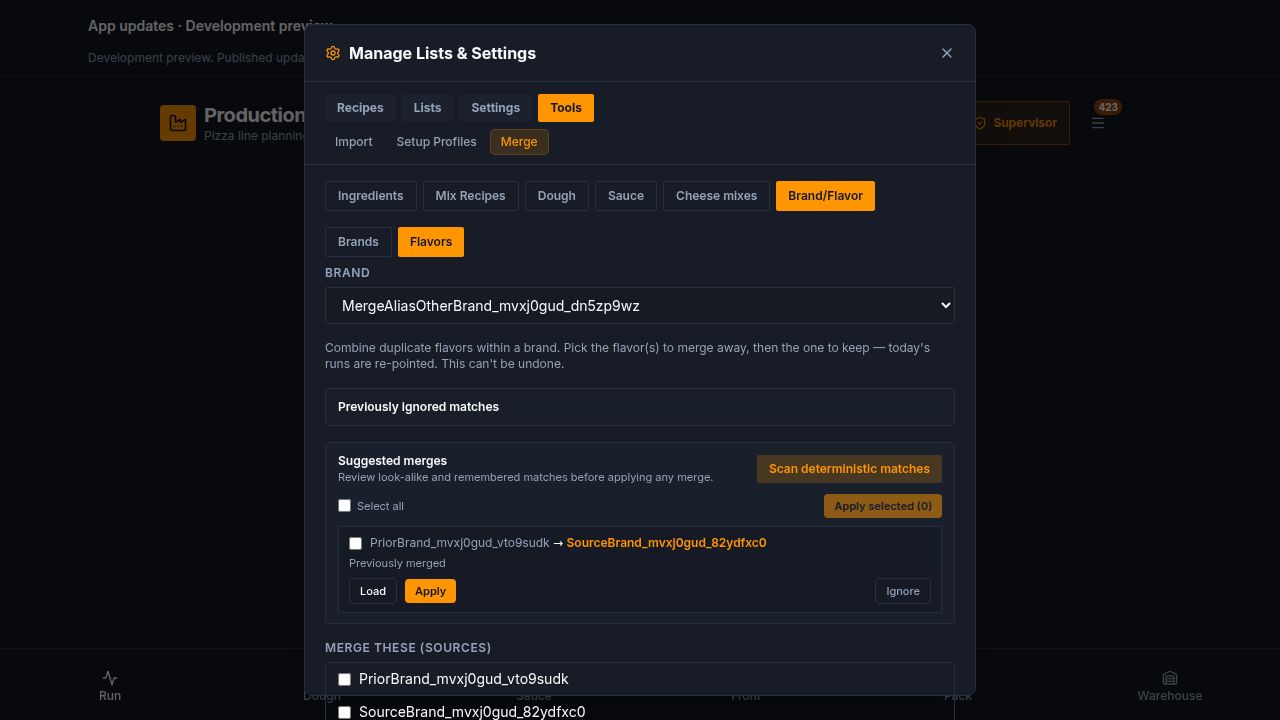 App updates · Development preview
Development preview. Published upda
Manage Lists & Settings
Production
Pizza line planning
Supervisor
423
Recipes
Lists
Settings
Tools
Import
Setup Profiles
Merge
Ingredients
Mix Recipes
Dough
Sauce
Cheese mixes
Brand/Flavor
Brands
Flavors
BRAND
MergeAliasOtherBrand_mvxj0gud_dn5zp9wz
Combine duplicate flavors within a brand. Pick the flavor(s) to merge away, then the one to keep — today's
runs are re-pointed. This can't be undone.
Previously Ignored matches
Suggested merges
Review look-alike and remembered matches before applying any merge.
Scan deterministic matches
Select all
Apply selected (0)
PriorBrand_mvxj0gud_vto9sudk → SourceBrand_mvxj0gud_82ydfxc0
Previously merged
Load
Apply
Ignore
MERGE THESE (SOURCES)
PriorBrand_mvxj0gud_vto9sudk
SourceBrand_mvxj0gud_82ydfxc0
Run
Dough
Sauce
Front
Pack
Warehouse